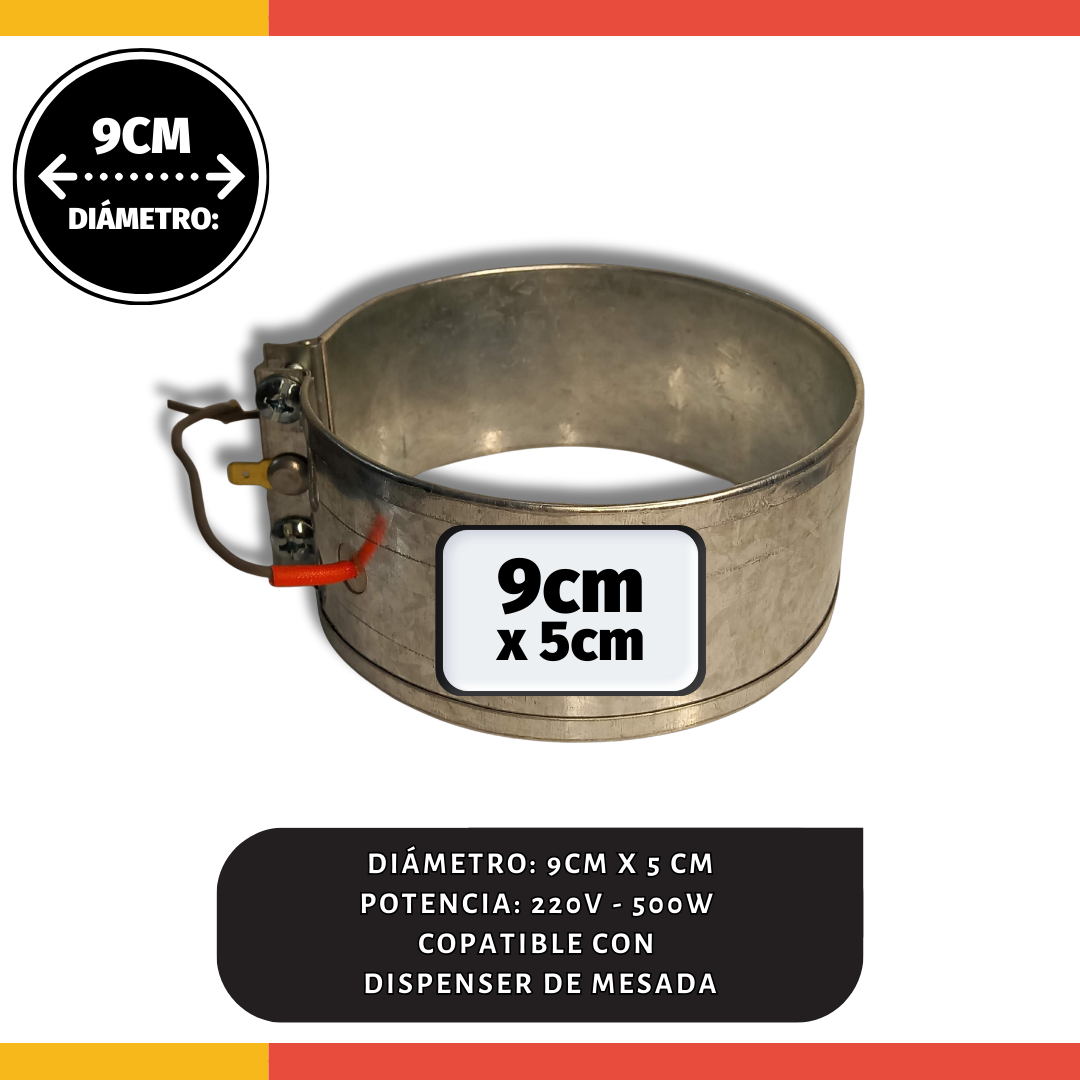 9CM
DIÁMETRO:
9cm
x 5cm
DIÁMETRO: 9CM X 5 CM
POTENCIA: 220V - 500W
COPATIBLE CON
DISPENSER DE MESADA